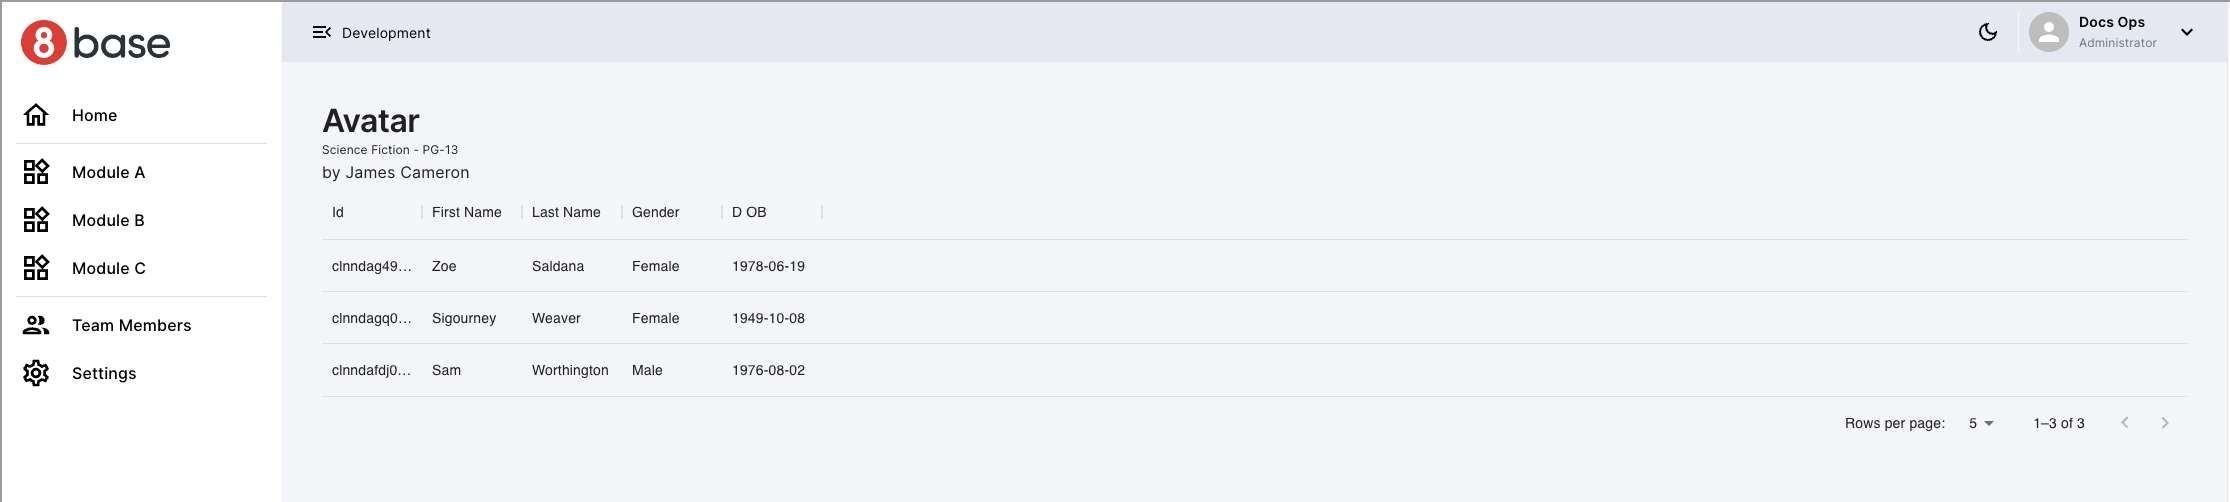 8 base
Home
Module A
Module B
Module C
Team Members
Settings
Development
Docs Ops
Administrator
Avatar
Science Fiction - PG-13
by James Cameron
Id First Name Last Name Gender D OB
clnndag49... Zoe Saldana Female 1978-06-19
clnndagq0... Sigourney Weaver Female 1949-10-08
clnndafdj0... Sam Worthington Male 1976-08-02
Rows per page: 5 1–3 of 3